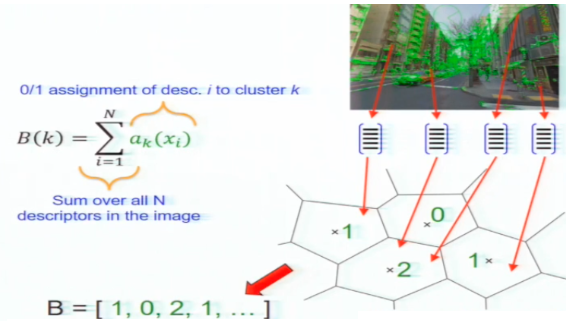 0/1 assignment of desc. i to cluster k
B(k) = \sum_{i=1}^{N} a_k(x_i)
Sum over all N
descriptors in the image
0
×1
×
×2
1×
B = [ 1, 0, 2, 1, ... ]